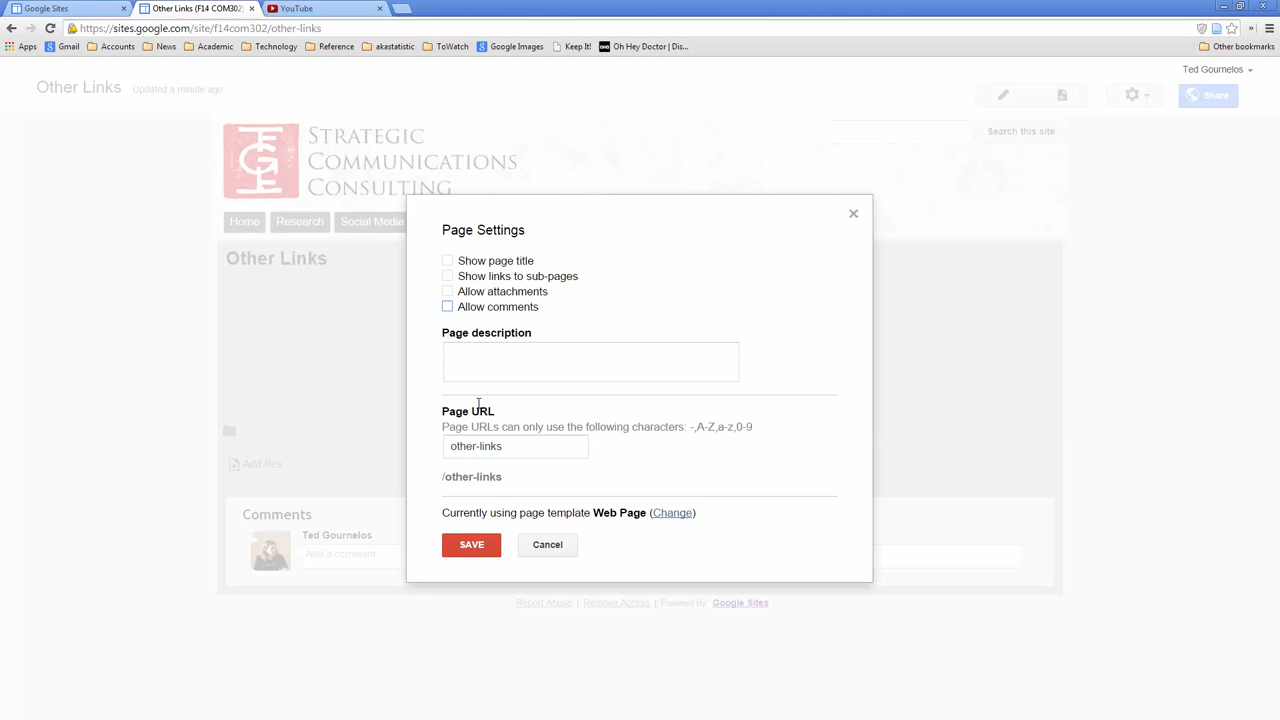 Google Sites
Other Links (F14 COM302)
YouTube
https://sites.google.com/site/f14com302/other-links
Apps Gmail Accounts News Academic Technology Reference akastatistic ToWatch Google Images Keep It! Oh Hey Doctor | Dis... Other bookmarks
Ted Gournelos
Other Links Updated a minute ago
Share
STRATEGIC
COMMUNICATIONS
CONSULTING
Search this site
Home Research Social Media
Other Links
Page Settings
Show page title
Show links to sub-pages
Allow attachments
Allow comments
Page description
Page URL
Page URLs can only use the following characters: -,A-Z,a-z,0-9
other-links
/other-links
Currently using page template Web Page (Change)
SAVE Cancel
Add files
Comments
Ted Gournelos
Add a comment
Report Abuse | Remove Access | Powered By Google Sites